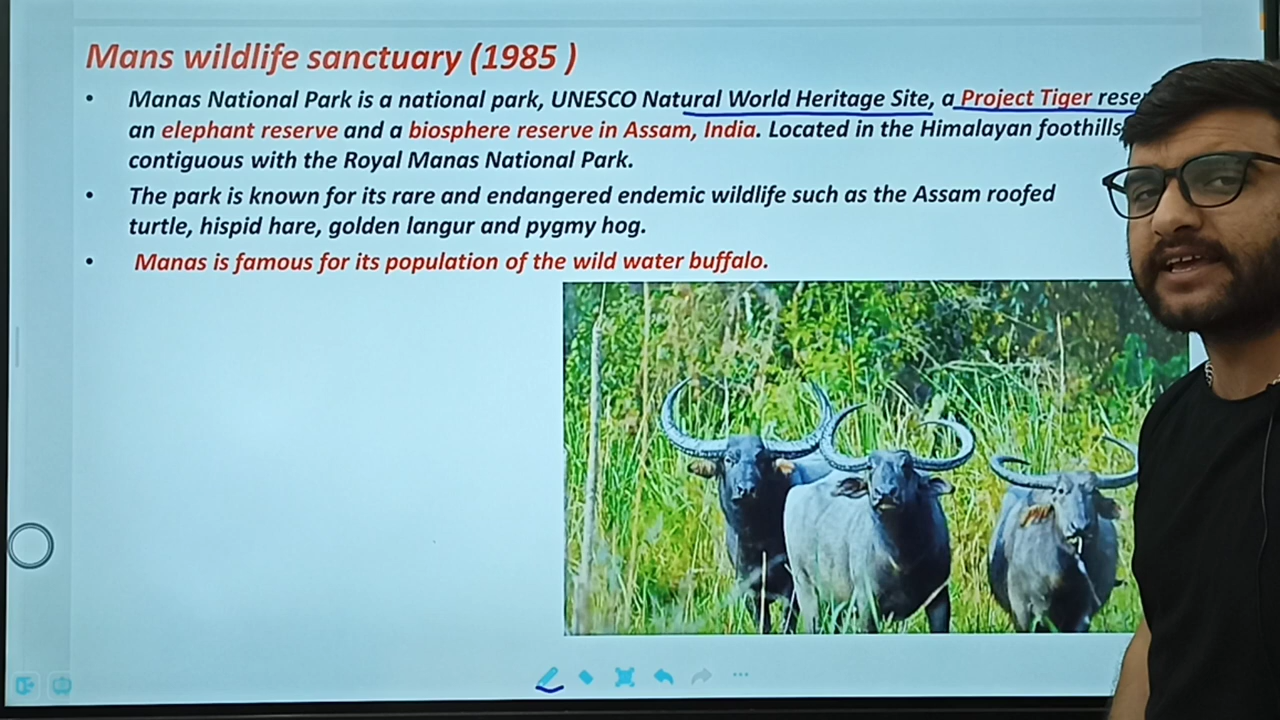 Mans wildlife sanctuary (1985 )
• Manas National Park is a national park, UNESCO Natural World Heritage Site, a Project Tiger
an elephant reserve and a biosphere reserve in Assam, India. Located in the Himalayan foothills,
contiguous with the Royal Manas National Park.
• The park is known for its rare and endangered endemic wildlife such as the Assam roofed
turtle, hispid hare, golden langur and pygmy hog.
• Manas is famous for its population of the wild water buffalo.